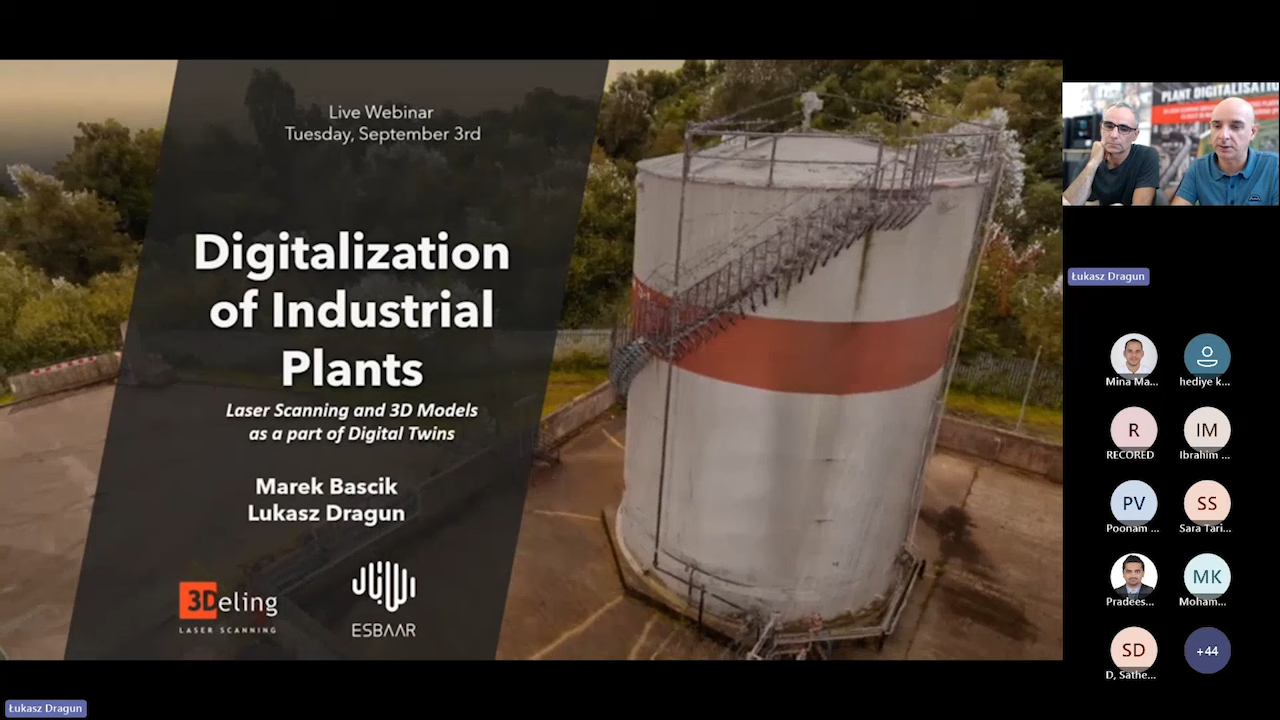 Live Webinar
Tuesday, September 3rd
Digitalization
of Industrial
Plants
Laser Scanning and 3D Models
as a part of Digital Twins
Marek Bascik
Lukasz Dragun
3Deling
LASER SCANNING
ESBAAR
PLANT DIGITALISATIO
Łukasz Dragun
Mina Ma...
hediye k...
R
IM
RECORED
Ibrahim ...
PV
SS
Poonam ...
Sara Tari...
MK
Pradees...
Moham...
SD
+44
D, Sathe...
Łukasz Dragun